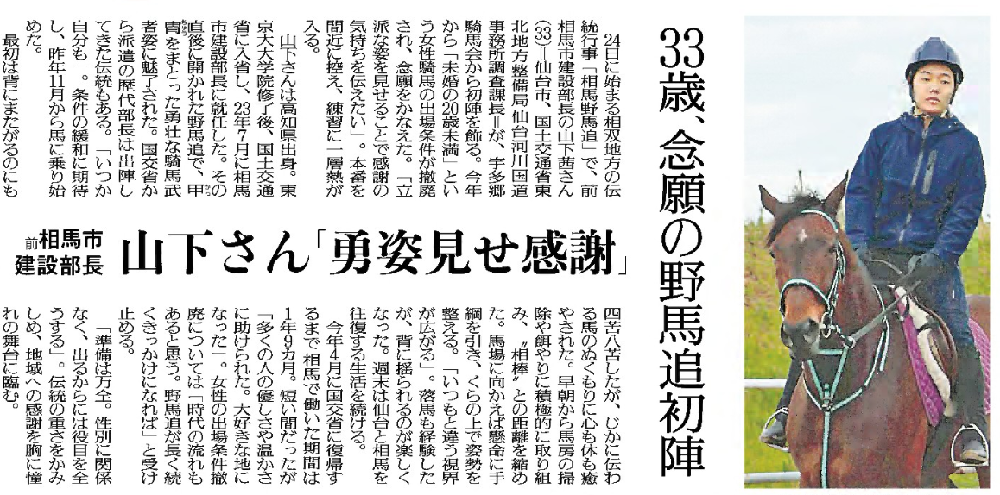 33歳、念願の野馬追初陣
前相馬市
建設部長
山下さん「勇姿見せ感謝」
24日に始まる相双地方の伝
統行事「相馬野馬追」で、前
相馬市建設部長の山下茜さん
(33)=仙台市、国土交通省東
北地方整備局仙台河川国道
事務所調査課長=が、宇多郷
騎馬会から初陣を飾る。今年
から「未婚の20歳未満」とい
う女性騎馬の出場条件が撤廃
され、念願をかなえた。「立
派な姿を見せることで感謝の
気持ちを伝えたい」。本番を
間近に控え、練習に一層熱が
入る。
山下さんは高知県出身。東
京大大学院修了後、国土交通
省に入省し、23年7月に相馬
市建設部長に就任した。その
直後に開かれた野馬追で、甲
かっ
冑をまとった勇壮な騎馬武
ちゅう
者姿に魅了された。国交省か
ら派遣の歴代部長は出陣し
てきた伝統もある。「いつか
自分も」。条件の緩和に期待
し、昨年11月から馬に乗り始
めた。
最初は背にまたがるのにも
四苦八苦したが、じかに伝わ
る馬のぬくもりに心も体も癒
やされた。早朝から馬房の掃
除や餌やりに積極的に取り組
み、〝相棒〟との距離を縮め
た。馬場に向かえば懸命に手
綱を引き、くらの上で姿勢を
整える。「いつもと違う視界
が広がる」。落馬も経験した
が、背に揺られるのが楽しく
なった。週末は仙台と相馬を
往復する生活を続ける。
今年4月に国交省に復帰す
るまで相馬で働いた期間は
1年9カ月。短い間だったが
「多くの人の優しさや温かさ
に助けられた。大好きな地に
なった」。女性の出場条件撤
廃については「時代の流れも
あると思う。野馬追が長く続
くきっかけになれば」と受け
止める。
「準備は万全。性別に関係
なく、出るからには役目を全
うする」。伝統の重さをかみ
しめ、地域への感謝を胸に憧
れの舞台に臨む。